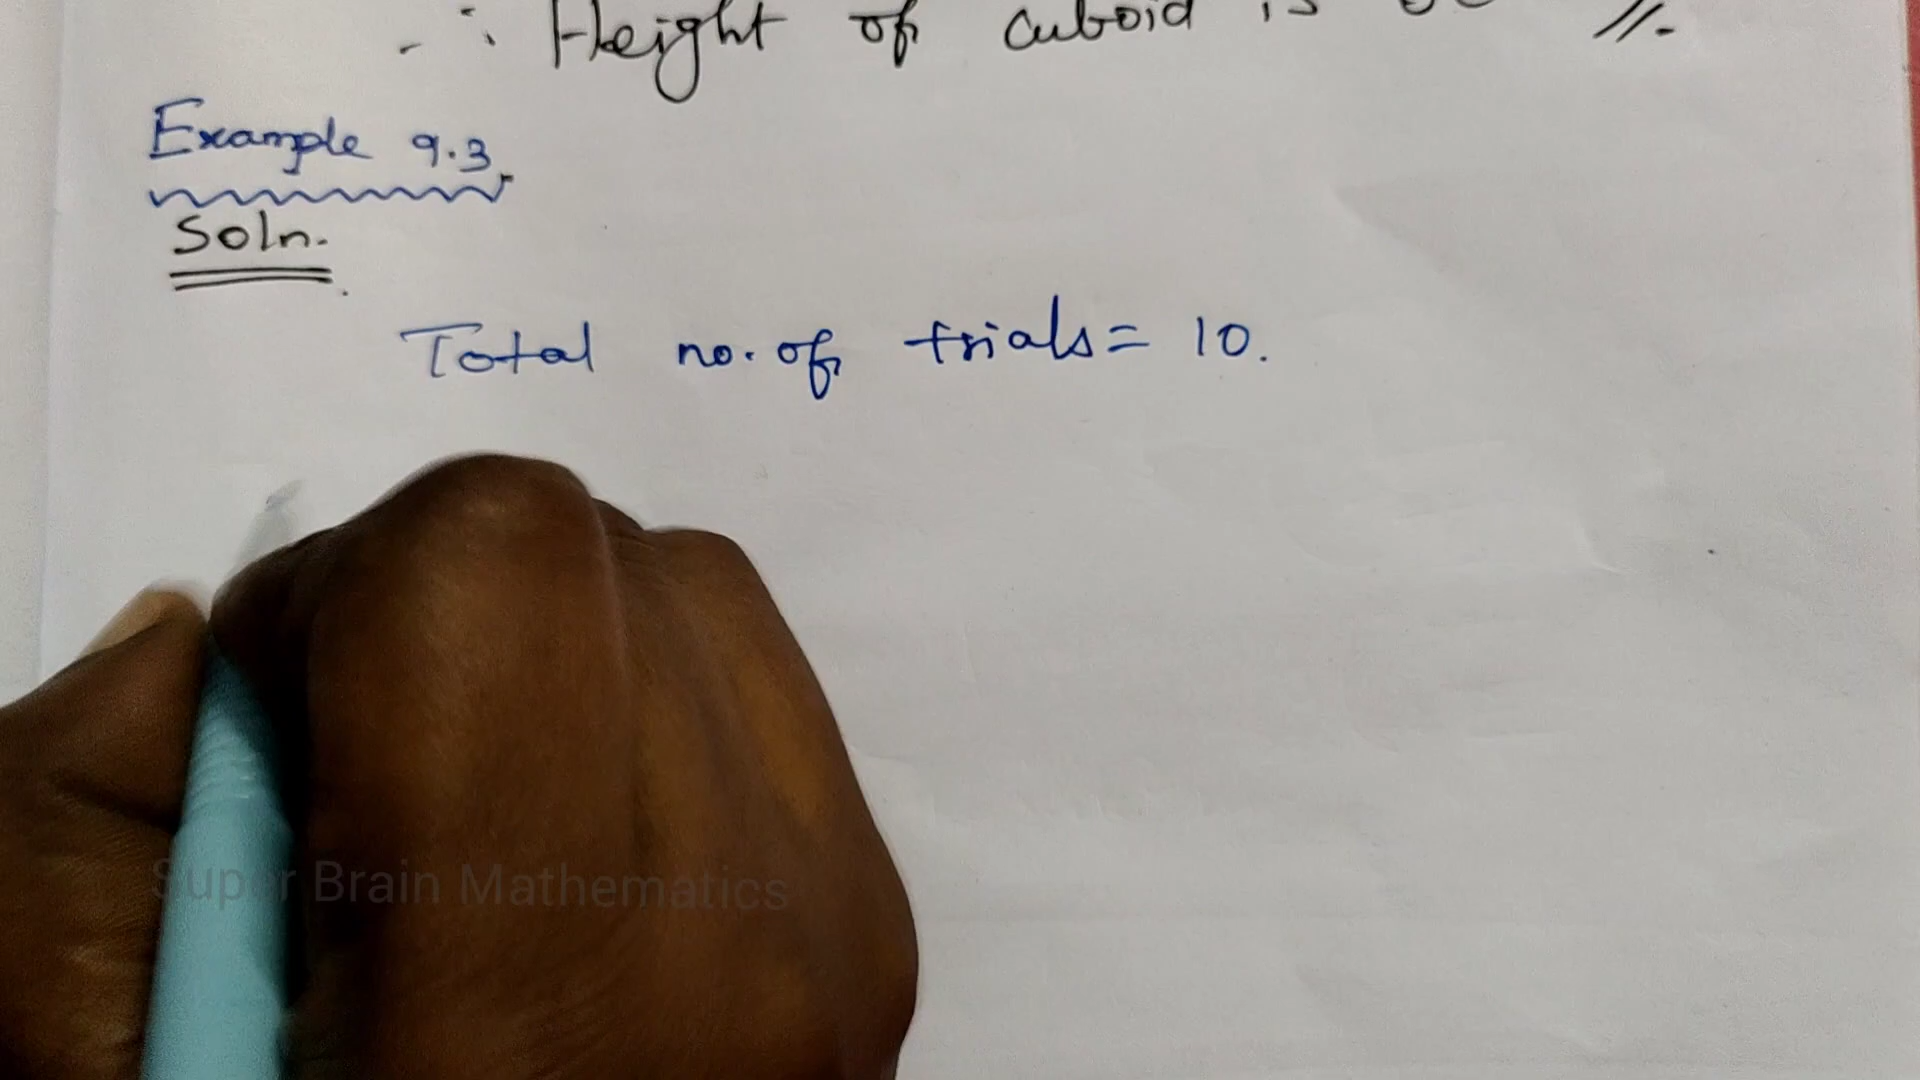 ∴ Height of cuboid is
Example 9.3.
Soln.
Total no. of trials = 10.
Super Brain Mathematics